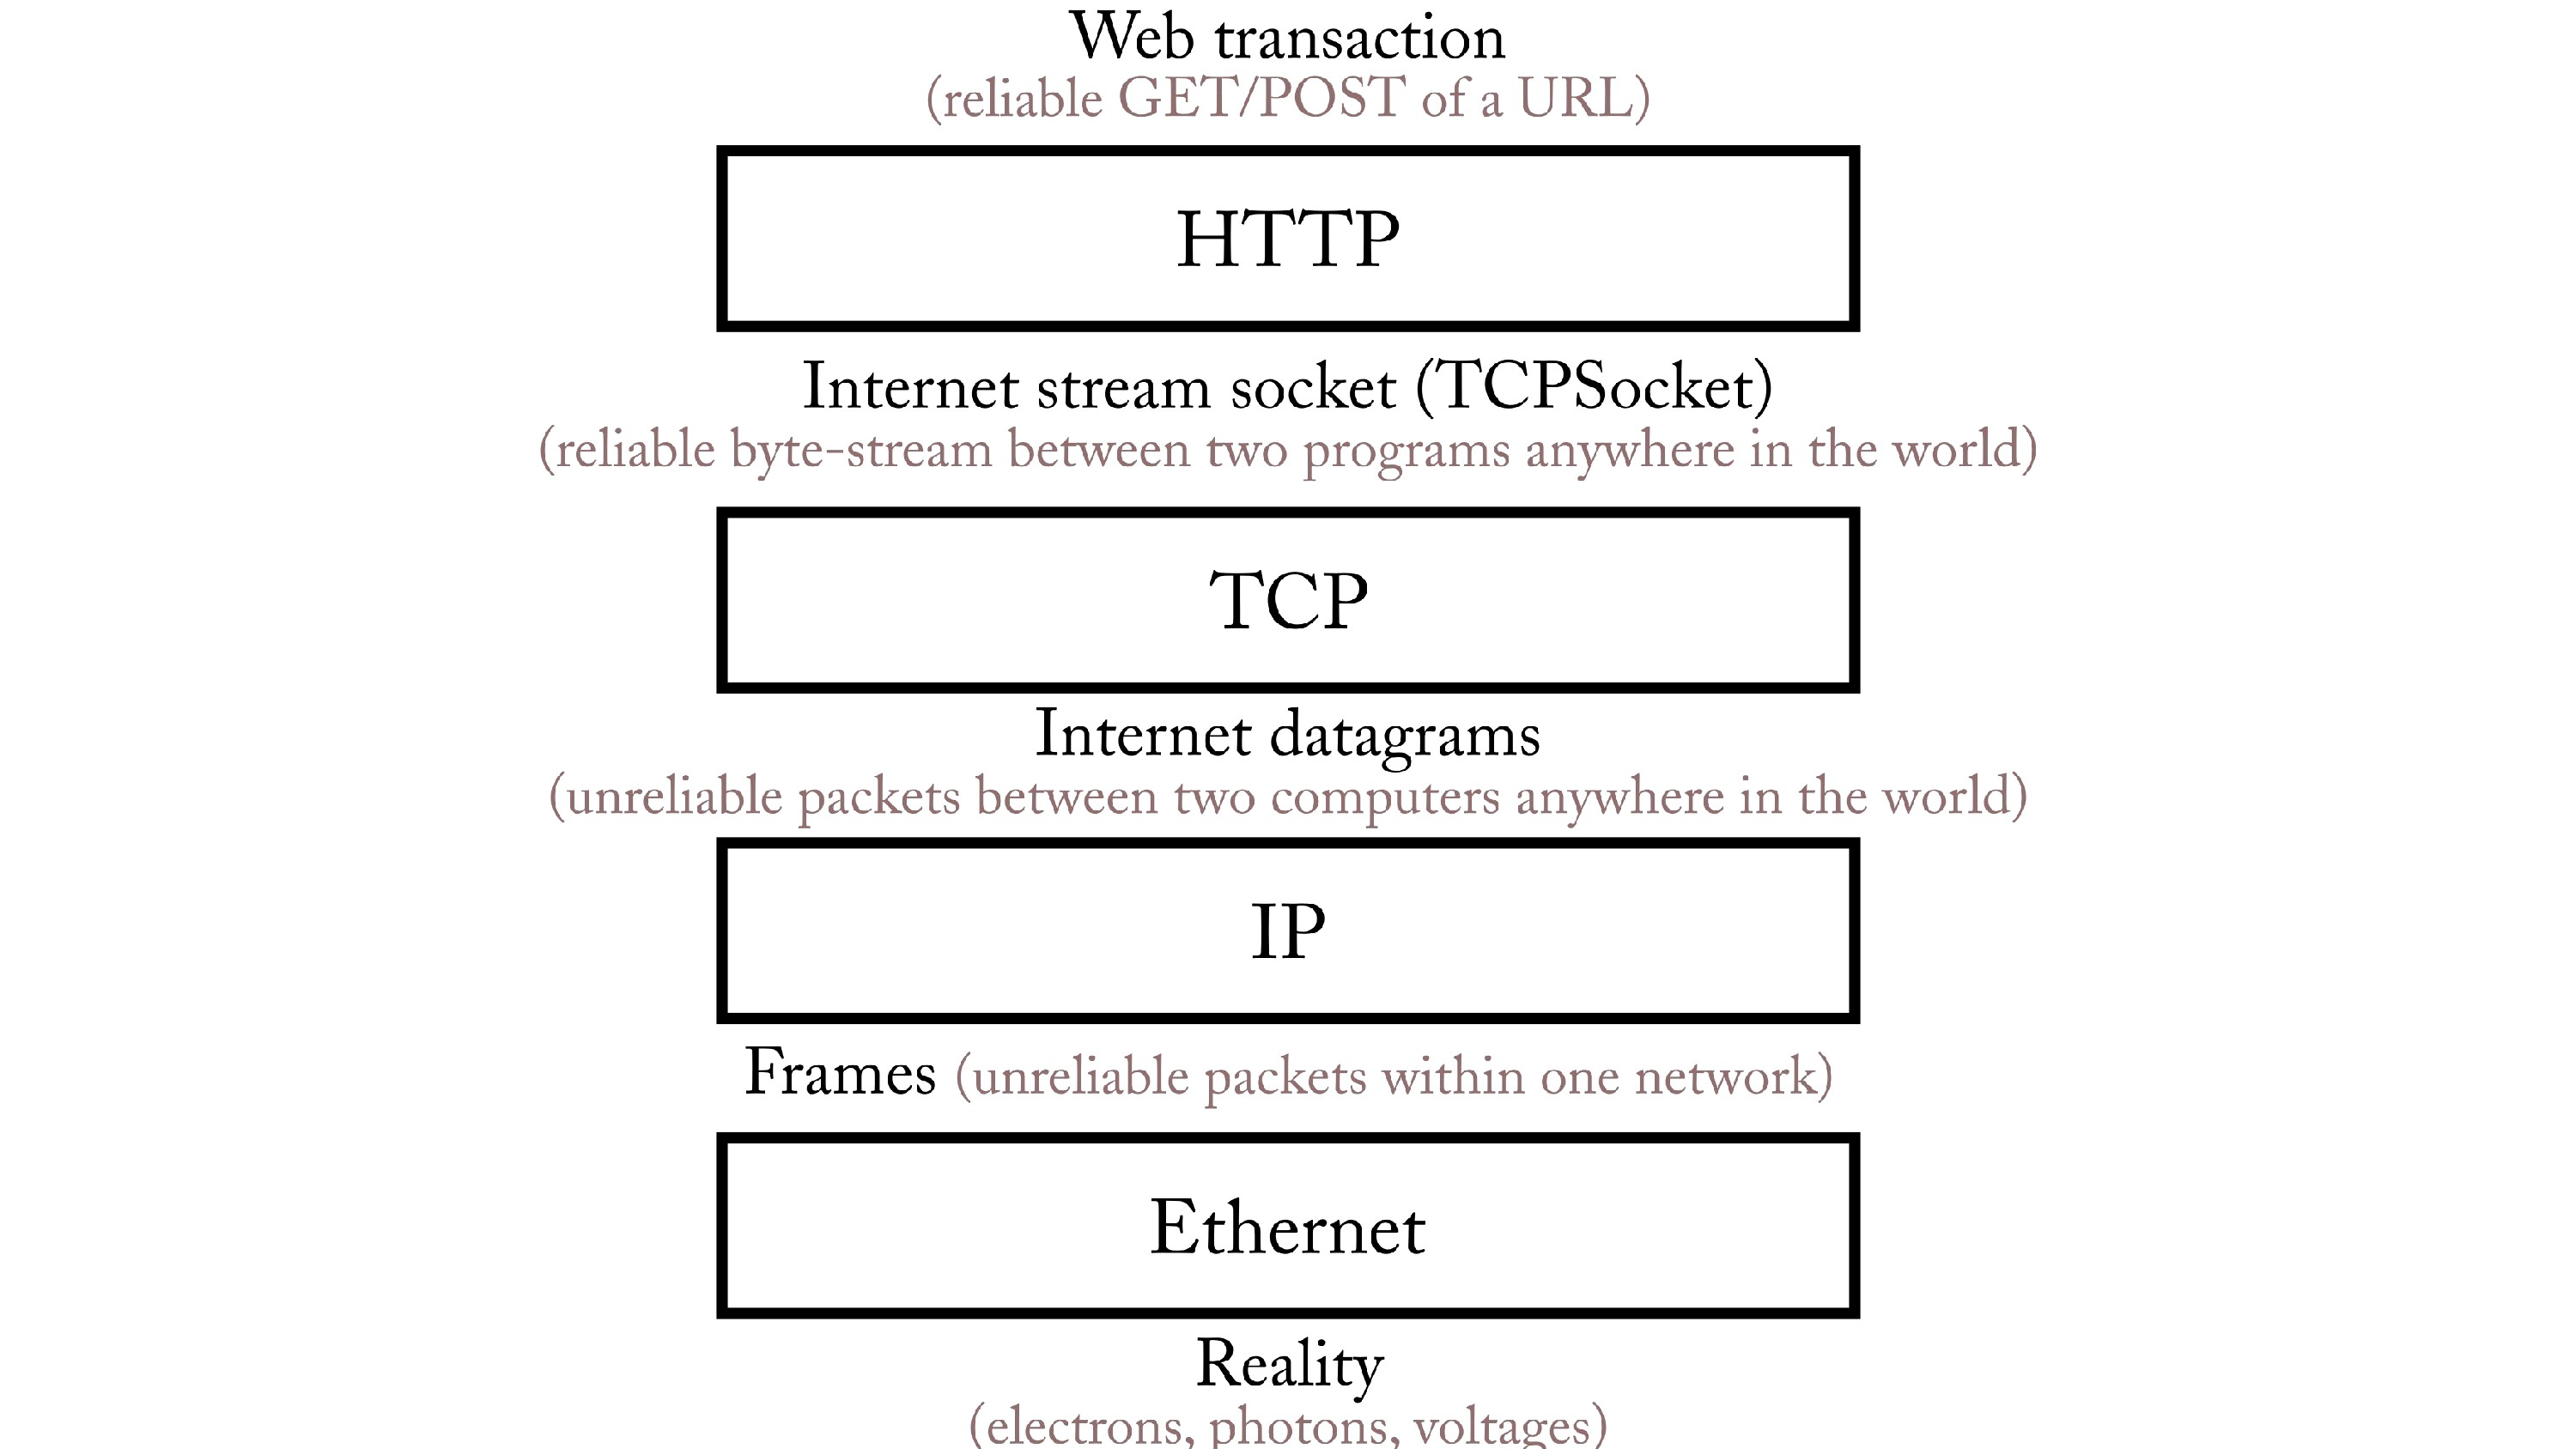 Web transaction
(reliable GET/POST of a URL)
HTTP
Internet stream socket (TCPSocket)
(reliable byte-stream between two programs anywhere in the world)
TCP
Internet datagrams
(unreliable packets between two computers anywhere in the world)
IP
Frames (unreliable packets within one network)
Ethernet
Reality
(electrons, photons, voltages)